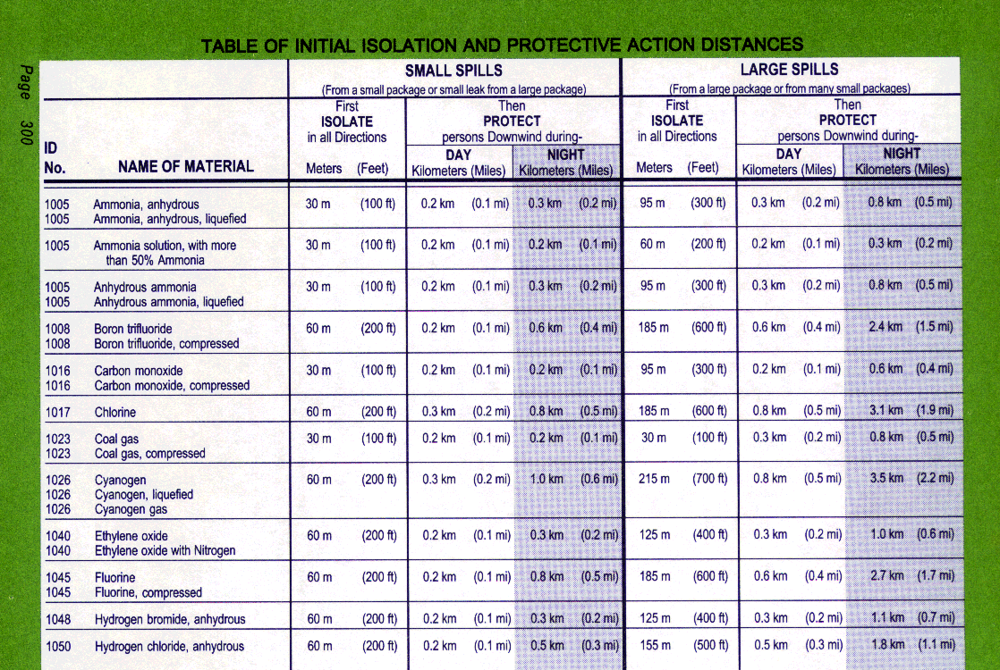 TABLE OF INITIAL ISOLATION AND PROTECTIVE ACTION DISTANCES
Page 300
SMALL SPILLS
(From a small package or small leak from a large package)
LARGE SPILLS
(From a large package or from many small packages)
First
ISOLATE
in all Directions
Then
PROTECT
persons Downwind during-
First
ISOLATE
in all Directions
Then
PROTECT
persons Downwind during-
ID
No. NAME OF MATERIAL
Meters (Feet)
DAY
Kilometers (Miles)
NIGHT
Kilometers (Miles)
Meters (Feet)
DAY
Kilometers (Miles)
NIGHT
Kilometers (Miles)
1005 Ammonia, anhydrous 30 m (100 ft) 0.2 km (0.1 mi) 0.3 km (0.2 mi) 95 m (300 ft) 0.3 km (0.2 mi) 0.8 km (0.5 mi)
1005 Ammonia, anhydrous, liquefied
1005 Ammonia solution, with more 30 m (100 ft) 0.2 km (0.1 mi) 0.2 km (0.1 mi) 60 m (200 ft) 0.2 km (0.1 mi) 0.3 km (0.2 mi)
than 50% Ammonia
1005 Anhydrous ammonia 30 m (100 ft) 0.2 km (0.1 mi) 0.3 km (0.2 mi) 95 m (300 ft) 0.3 km (0.2 mi) 0.8 km (0.5 mi)
1005 Anhydrous ammonia, liquefied
1008 Boron trifluoride 60 m (200 ft) 0.2 km (0.1 mi) 0.6 km (0.4 mi) 185 m (600 ft) 0.6 km (0.4 mi) 2.4 km (1.5 mi)
1008 Boron trifluoride, compressed
1016 Carbon monoxide 30 m (100 ft) 0.2 km (0.1 mi) 0.2 km (0.1 mi) 95 m (300 ft) 0.2 km (0.1 mi) 0.6 km (0.4 mi)
1016 Carbon monoxide, compressed
1017 Chlorine 60 m (200 ft) 0.3 km (0.2 mi) 0.8 km (0.5 mi) 185 m (600 ft) 0.8 km (0.5 mi) 3.1 km (1.9 mi)
1023 Coal gas 30 m (100 ft) 0.2 km (0.1 mi) 0.2 km (0.1 mi) 30 m (100 ft) 0.3 km (0.2 mi) 0.8 km (0.5 mi)
1023 Coal gas, compressed
1026 Cyanogen 60 m (200 ft) 0.3 km (0.2 mi) 1.0 km (0.6 mi) 215 m (700 ft) 0.8 km (0.5 mi) 3.5 km (2.2 mi)
1026 Cyanogen, liquefied
1026 Cyanogen gas
1040 Ethylene oxide 60 m (200 ft) 0.2 km (0.1 mi) 0.3 km (0.2 mi) 125 m (400 ft) 0.3 km (0.2 mi) 1.0 km (0.6 mi)
1040 Ethylene oxide with Nitrogen
1045 Fluorine 60 m (200 ft) 0.2 km (0.1 mi) 0.8 km (0.5 mi) 185 m (600 ft) 0.6 km (0.4 mi) 2.7 km (1.7 mi)
1045 Fluorine, compressed
1048 Hydrogen bromide, anhydrous 60 m (200 ft) 0.2 km (0.1 mi) 0.3 km (0.2 mi) 125 m (400 ft) 0.3 km (0.2 mi) 1.1 km (0.7 mi)
1050 Hydrogen chloride, anhydrous 60 m (200 ft) 0.2 km (0.1 mi) 0.5 km (0.3 mi) 155 m (500 ft) 0.5 km (0.3 mi) 1.8 km (1.1 mi)